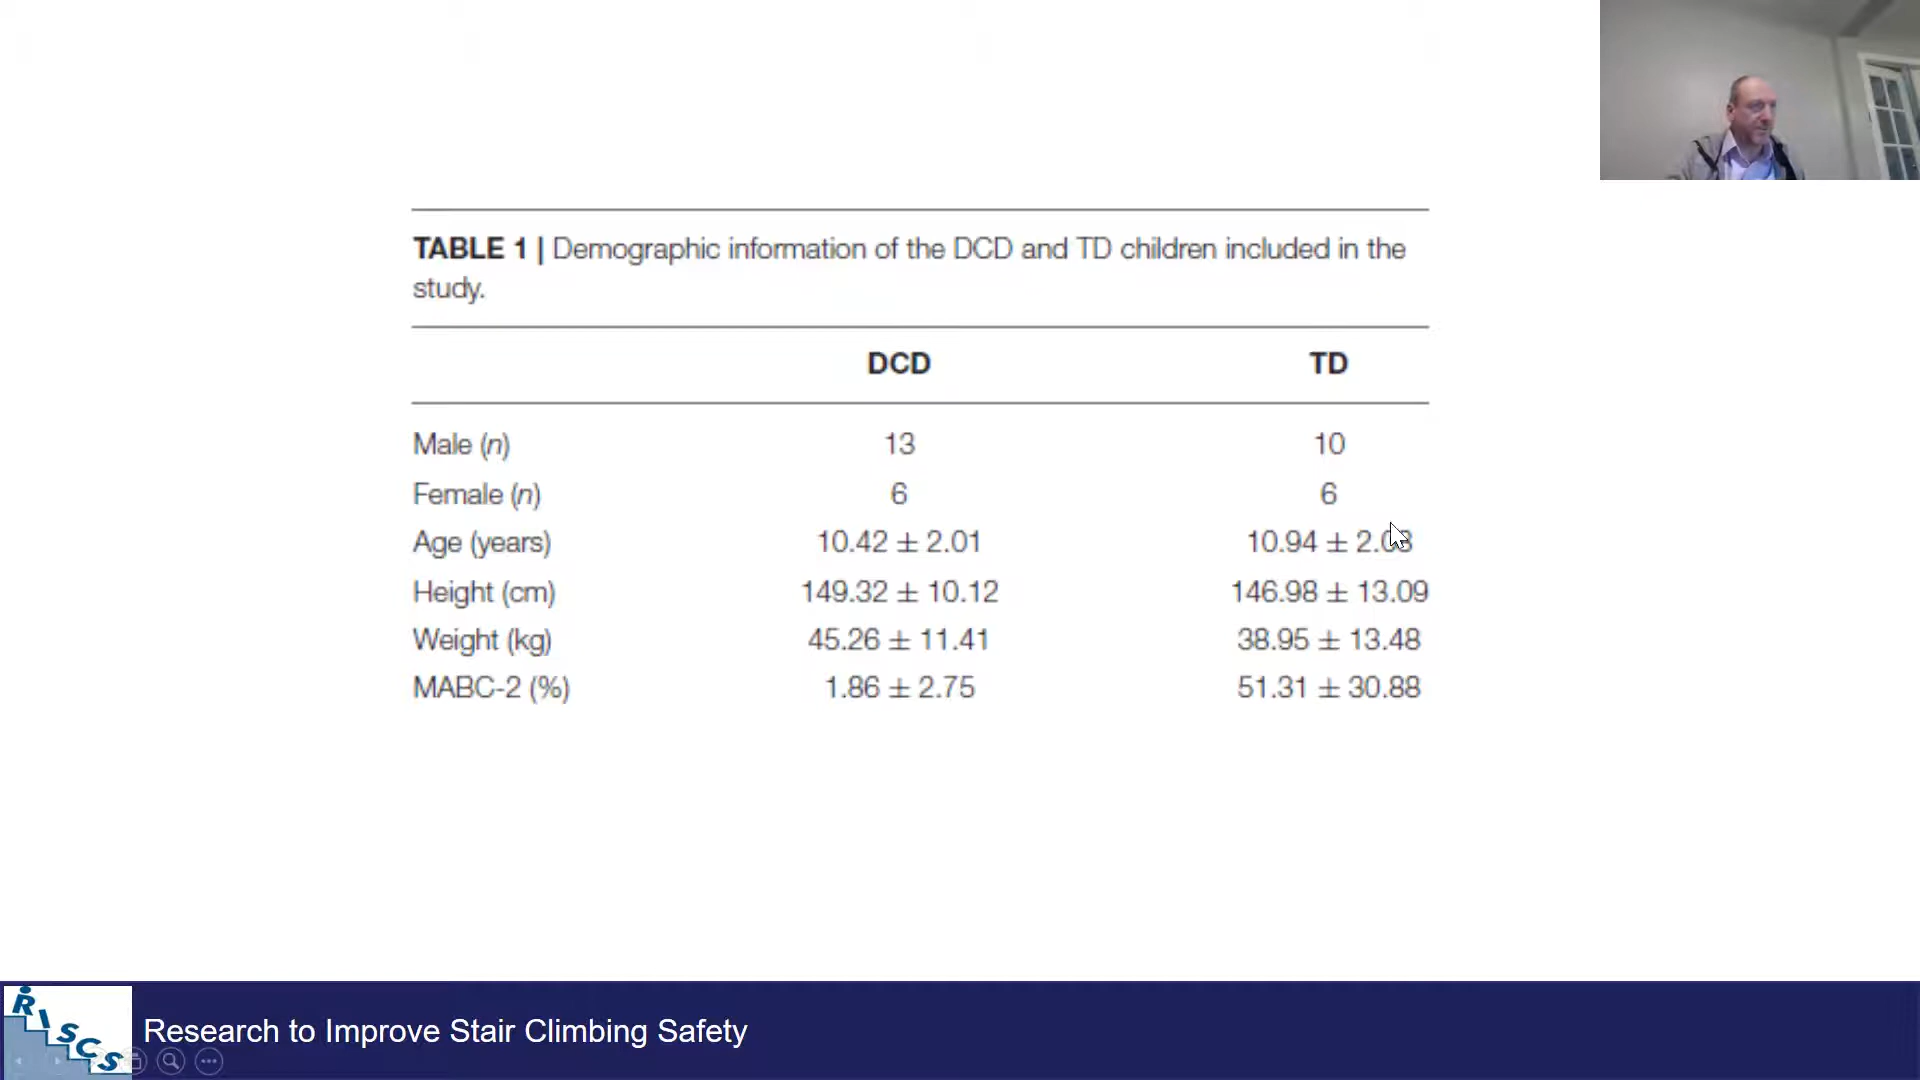 TABLE 1 | Demographic information of the DCD and TD children included in the
study.
DCD TD
Male (n) 13 10
Female (n) 6 6
Age (years) 10.42 ± 2.01 10.94 ±
Height (cm) 149.32 ± 10.12 146.98 ± 13.09
Weight (kg) 45.26 ± 11.41 38.95 ± 13.48
MABC-2 (%) 1.86 ± 2.75 51.31 ± 30.88
RISCS
Research to Improve Stair Climbing Safety